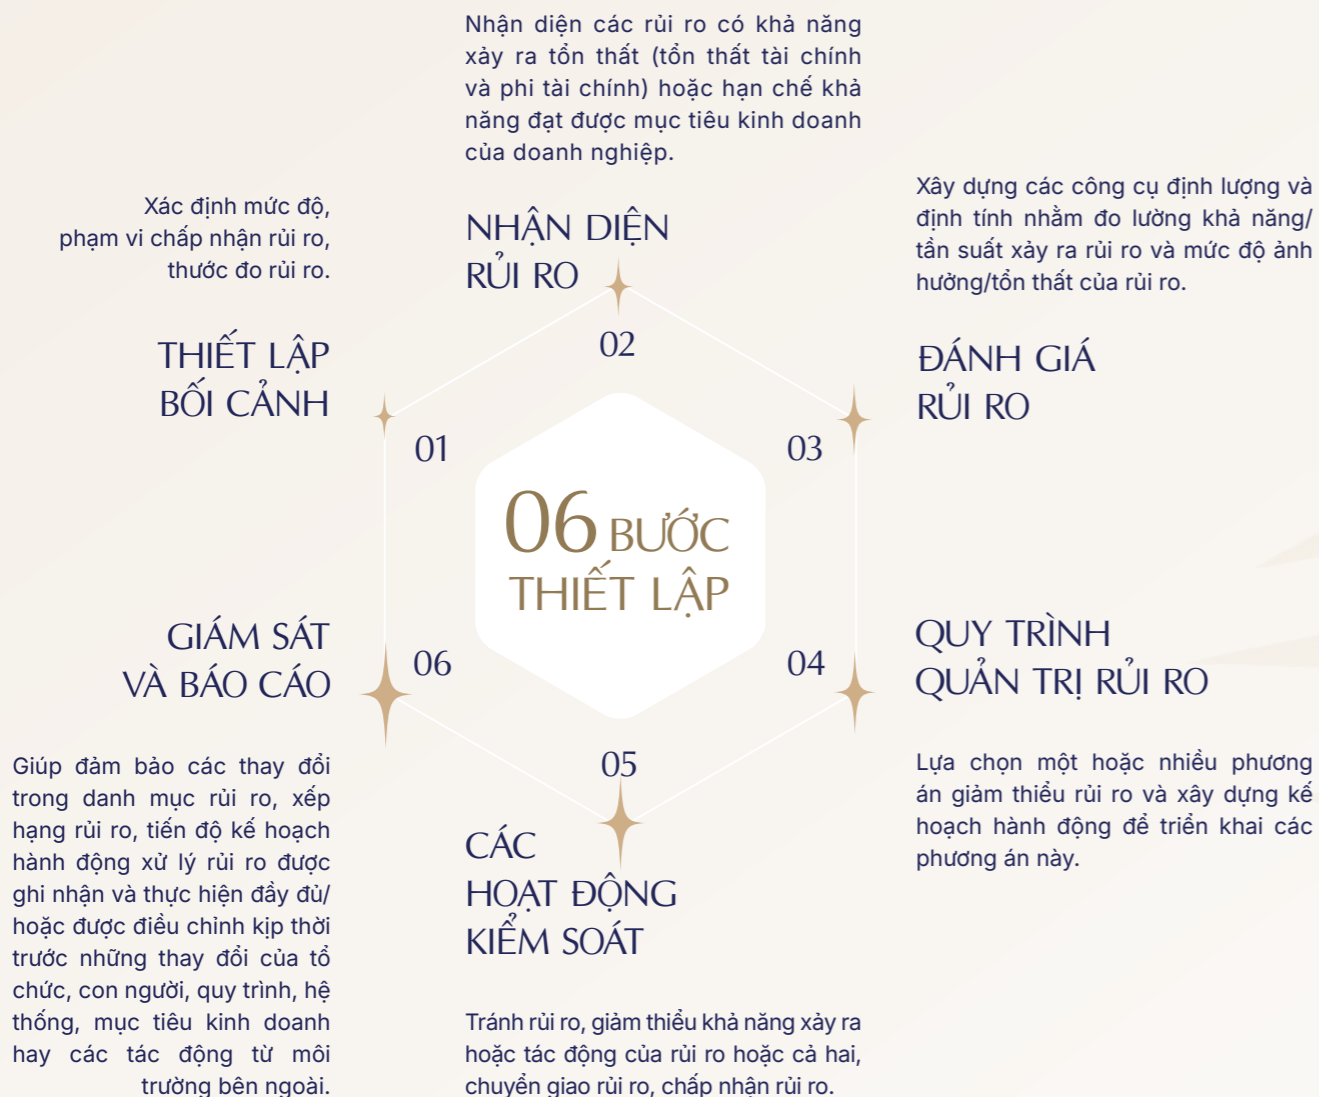 Nhận diện các rủi ro có khả năng
xảy ra tổn thất (tổn thất tài chính
và phi tài chính) hoặc hạn chế khả
năng đạt được mục tiêu kinh doanh
của doanh nghiệp.
NHẬN DIỆN
RỦI RO
02
Xác định mức độ,
phạm vi chấp nhận rủi ro,
thước đo rủi ro.
THIẾT LẬP
BỐI CẢNH
01
Xây dựng các công cụ định lượng và
định tính nhằm đo lường khả năng/
tần suất xảy ra rủi ro và mức độ ảnh
hưởng/tổn thất của rủi ro.
ĐÁNH GIÁ
RỦI RO
03
06 BƯỚC
THIẾT LẬP
GIÁM SÁT
VÀ BÁO CÁO
06
Giúp đảm bảo các thay đổi
trong danh mục rủi ro, xếp
hạng rủi ro, tiến độ kế hoạch
hành động xử lý rủi ro được
ghi nhận và thực hiện đầy đủ/
hoặc được điều chỉnh kịp thời
trước những thay đổi của tổ
chức, con người, quy trình, hệ
thống, mục tiêu kinh doanh
hay các tác động từ môi
trường bên ngoài.
04
QUY TRÌNH
QUẢN TRỊ RỦI RO
Lựa chọn một hoặc nhiều phương
án giảm thiểu rủi ro và xây dựng kế
hoạch hành động để triển khai các
phương án này.
05
CÁC
HOẠT ĐỘNG
KIỂM SOÁT
Tránh rủi ro, giảm thiểu khả năng xảy ra
hoặc tác động của rủi ro hoặc cả hai,
chuyển giao rủi ro, chấp nhận rủi ro.